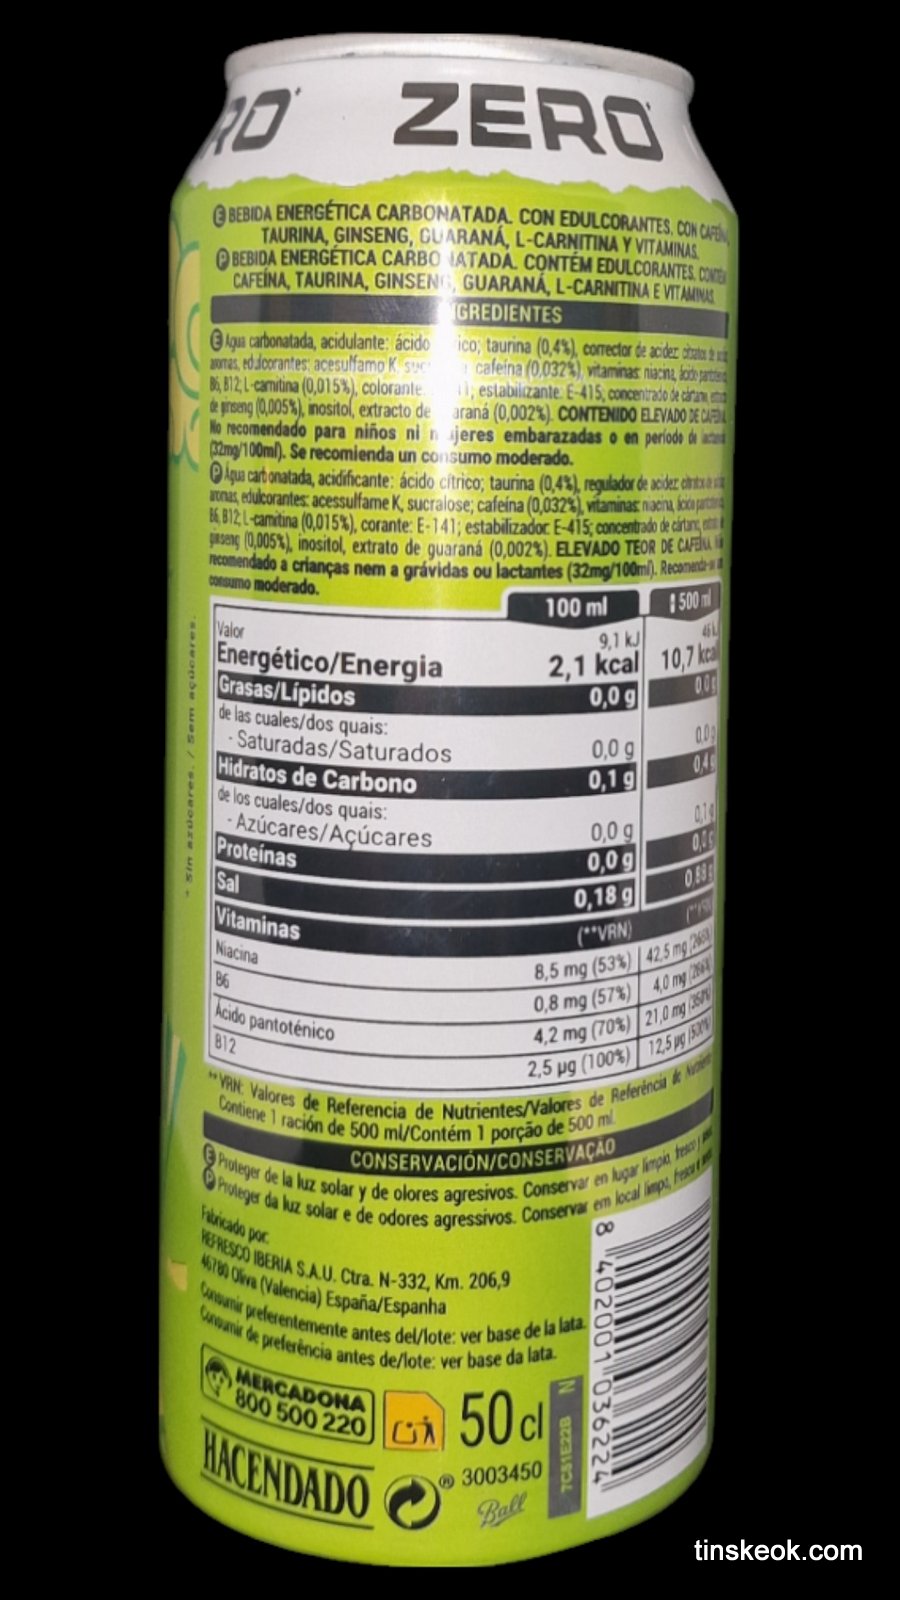 RO*
ZERO*
E BEBIDA ENERGÉTICA CARBONATADA. CON EDULCORANTES. CON CAFEÍNA,
TAURINA, GINSENG, GUARANÁ, L-CARNITINA Y VITAMINAS.
P BEBIDA ENERGÉTICA CARBONATADA. CONTÉM EDULCORANTES. CONTÉM
CAFEÍNA, TAURINA, GINSENG, GUARANÁ, L-CARNITINA E VITAMINAS.
INGREDIENTES
E Agua carbonatada, acidulante: ácido cítrico; taurina (0,4%), corrector de acidez: citratos de
aromas, edulcorantes: acesulfamo K, cafeína (0,032%), vitaminas: niacina, ácido pantoténico
B6, B12, L-carnitina (0,015%), colorante: estabilizante: E-415; concentrado de cártamo,
de ginseng (0,005%), inositol, extracto de guaraná (0,002%). CONTENIDO ELEVADO DE CAFEÍNA.
No recomendado para niños ni mujeres embarazadas o en período de lactancia
(32mg/100ml). Se recomienda un consumo moderado.
P Água carbonatada, acidificante: ácido cítrico; taurina (0,4%), regulador de acidez: citratos de
aromas, edulcorantes: acessulfame K, sucralose; cafeína (0,032%), vitaminas: niacina, ácido pantoténico
B6, B12, L-carnitina (0,015%), corante: E-141; estabilizador: E-415; concentrado de cártamo,
ginseng (0,005%), inositol, extrato de guaraná (0,002%). ELEVADO TEOR DE CAFEÍNA. Não
recomendado a crianças nem a grávidas ou lactantes (32mg/100ml). Recomenda-se um
consumo moderado.
* Sin azúcares. / Sem açúcares.
100 ml 500 ml
Valor 9,1 kJ 46 kJ
Energético/Energia 2,1 kcal 10,7 kcal
Grasas/Lípidos 0,0 g 0,0 g
de las cuales/dos quais:
- Saturadas/Saturados 0,0 g 0,0 g
Hidratos de Carbono 0,1 g 0,4 g
de los cuales/dos quais:
- Azúcares/Açúcares 0,0 g 0,1 g
Proteínas 0,0 g 0,0 g
Sal 0,18 g 0,88 g
Vitaminas (**VRN) (**VRN)
Niacina 8,5 mg (53%) 42,5 mg (266%)
B6 0,8 mg (57%) 4,0 mg (286%)
Ácido pantoténico 4,2 mg (70%) 21,0 mg (350%)
B12 2,5 µg (100%) 12,5 µg (500%)
**VRN: Valores de Referencia de Nutrientes/Valores de Referência de Nutrientes
Contiene 1 ración de 500 ml/Contém 1 porção de 500 ml.
CONSERVACIÓN/CONSERVAÇÃO
E Proteger de la luz solar y de olores agresivos. Conservar en lugar limpio, fresco y seco.
P Proteger da luz solar e de odores agressivos. Conservar em local limpo, fresco e seco.
Fabricado por:
REFRESCO IBERIA S.A.U. Ctra. N-332, Km. 206,9
46780 Oliva (Valencia) España/Espanha
Consumir preferentemente antes del/lote: ver base de la lata.
Consumir de preferência antes de/lote: ver base da lata.
MERCADONA
800 500 220
50 cl
7C51E22B N
8 402001 036224
HACENDADO
® 3003450
Ball
tinskeok.com